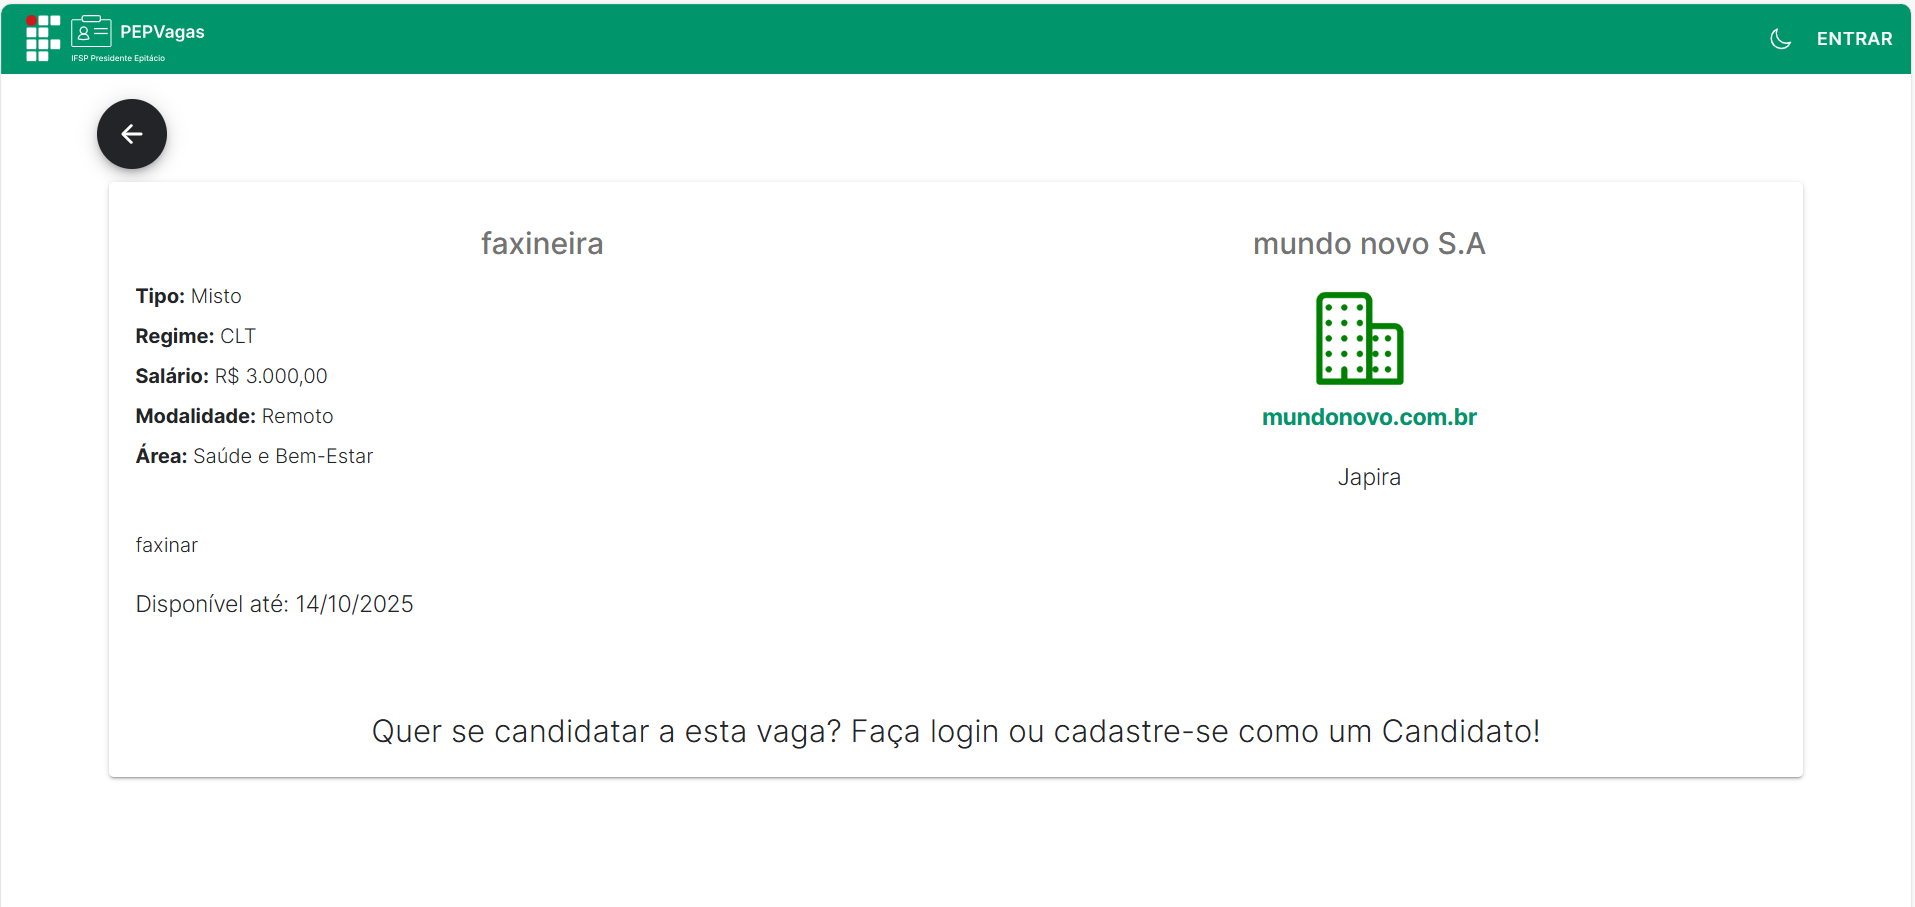 PEPVagas
IFSP Presidente Epitácio
ENTRAR
faxineira
Tipo: Misto
Regime: CLT
Salário: R$ 3.000,00
Modalidade: Remoto
Área: Saúde e Bem-Estar
faxinar
Disponível até: 14/10/2025
mundo novo S.A
mundonovo.com.br
Japira
Quer se candidatar a esta vaga? Faça login ou cadastre-se como um Candidato!